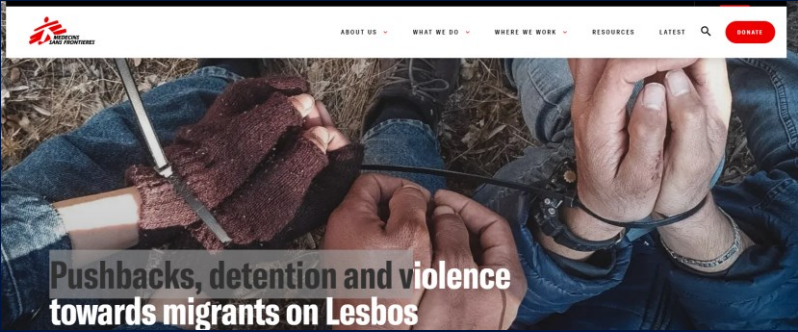 MEDECINS
SANS FRONTIERES
ABOUT US
WHAT WE DO
WHERE WE WORK
RESOURCES
LATEST
DONATE
Pushbacks, detention and violence
towards migrants on Lesbos